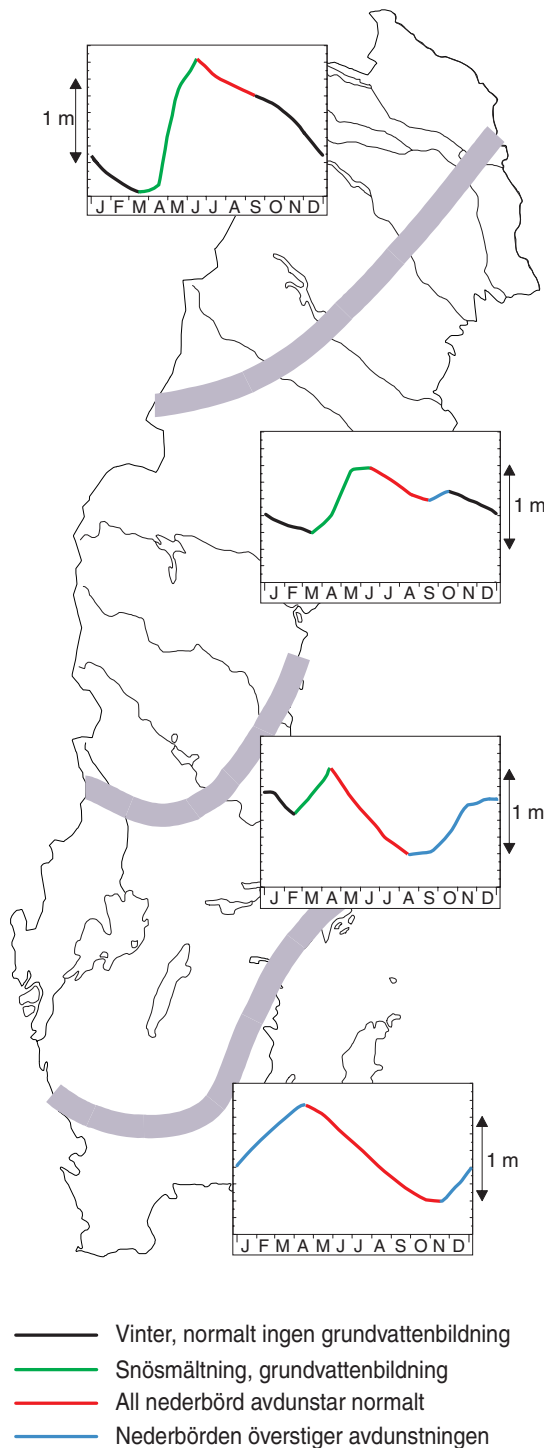 1 m
J F M A M J J A S O N D
1 m
J F M A M J J A S O N D
1 m
J F M A M J J A S O N D
1 m
J F M A M J J A S O N D
Vinter, normalt ingen grundvattenbildning
Snösmältning, grundvattenbildning
All nederbörd avdunstar normalt
Nederbörden överstiger avdunstningen